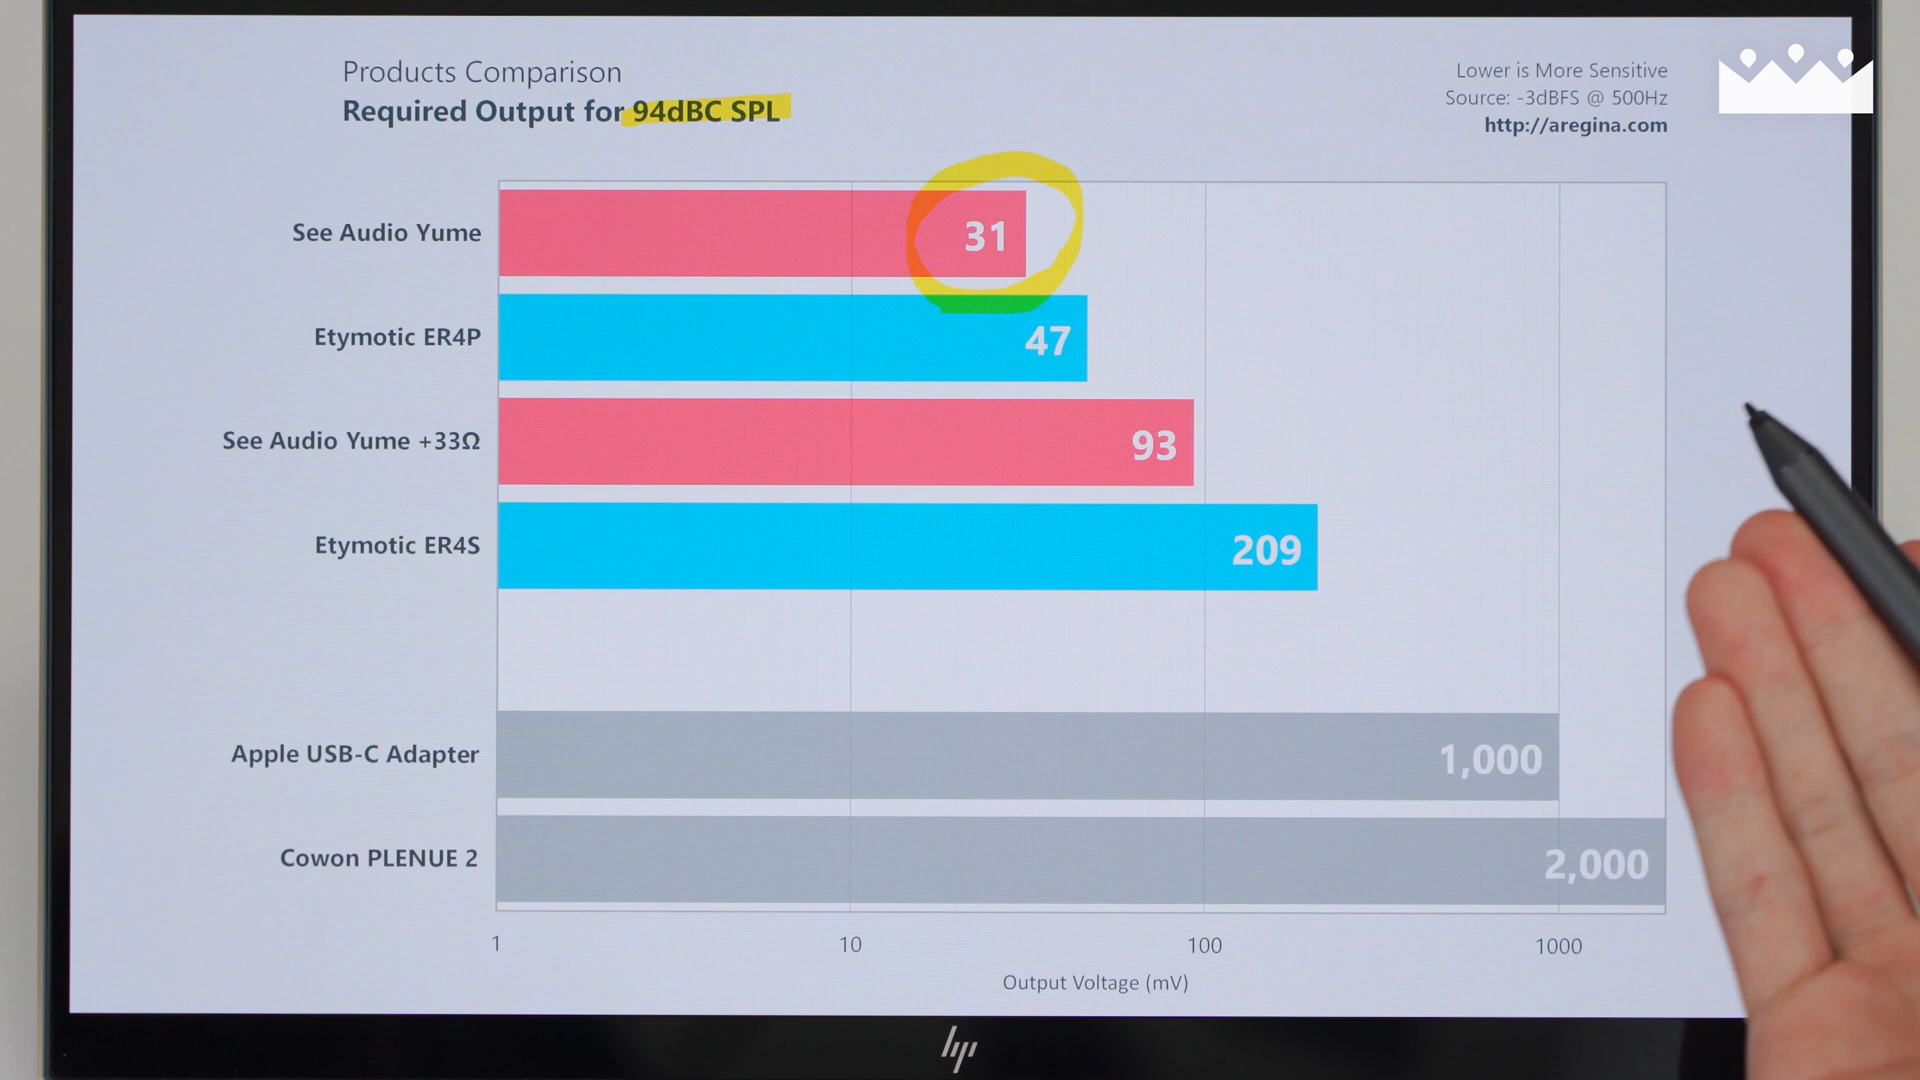 Products Comparison
Required Output for 94dBC SPL
Lower is More Sensitive
Source: -3dBFS @ 500Hz
http://aregina.com
See Audio Yume
31
Etymotic ER4P
47
See Audio Yume +33Ω
93
Etymotic ER4S
209
Apple USB-C Adapter
1,000
Cowon PLENUE 2
2,000
1 10 100 1000
Output Voltage (mV)
hp